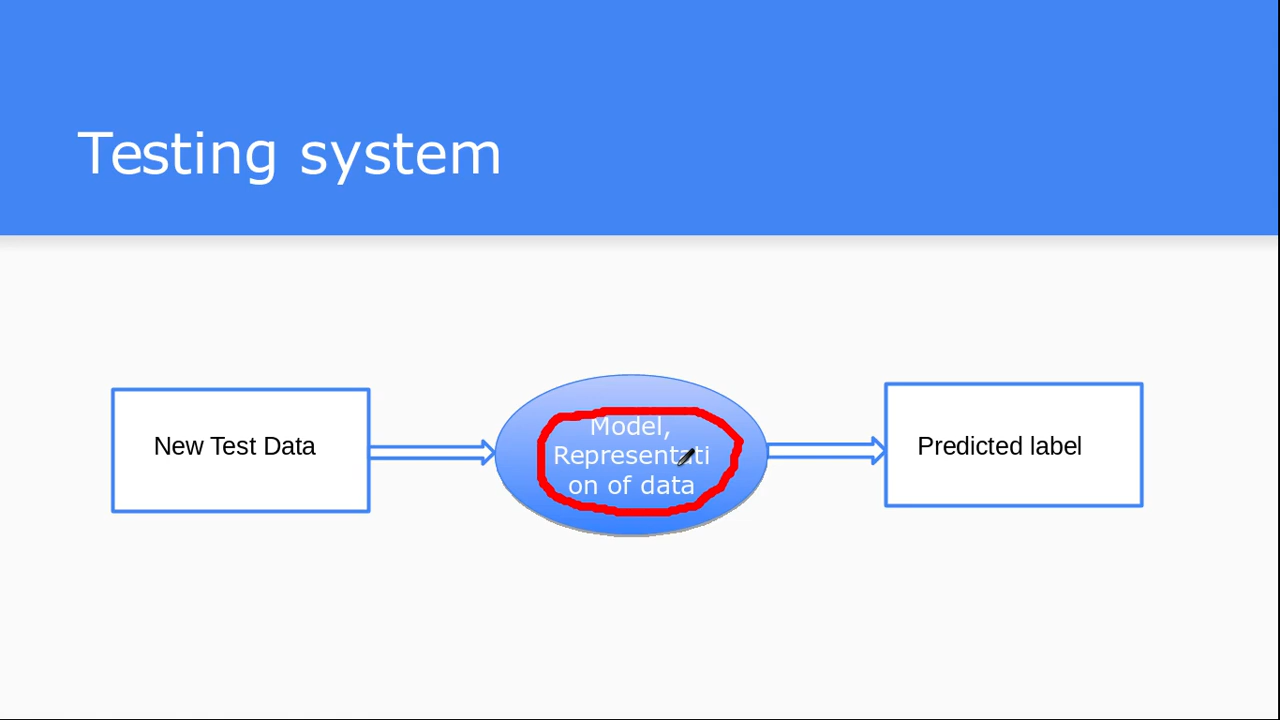 Testing system
New Test Data
Model,
Representati
on of data
Predicted label